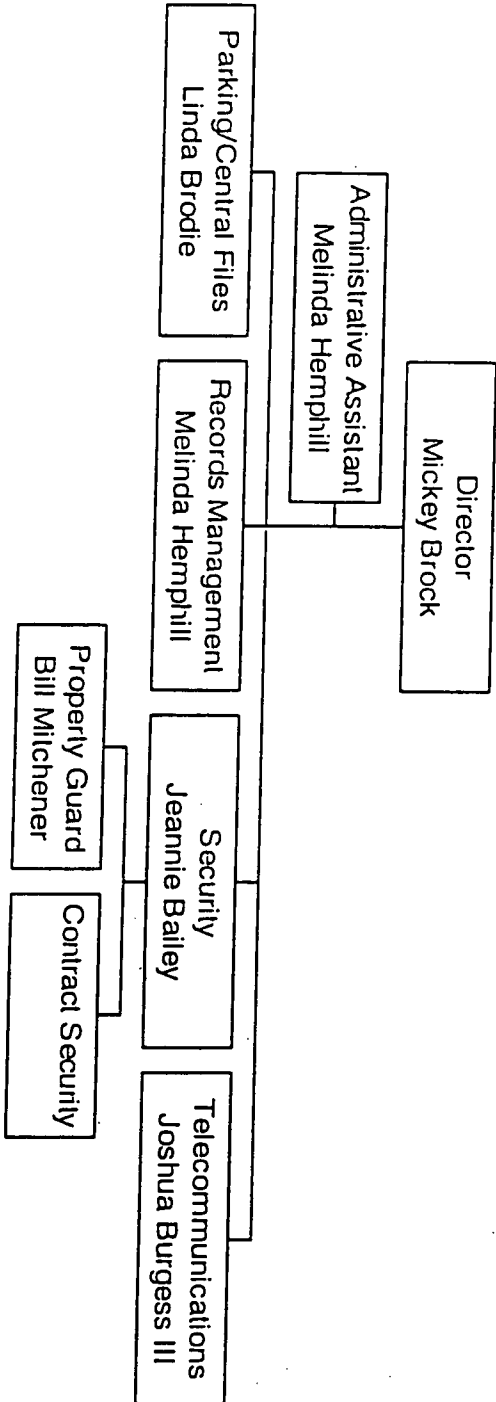 Director
Mickey Brock
Administrative Assistant
Melinda Hemphill
Parking/Central Files
Linda Brodie
Records Management
Melinda Hemphill
Security
Jeannie Bailey
Telecommunications
Joshua Burgess III
Property Guard
Bill Mitchener
Contract Security